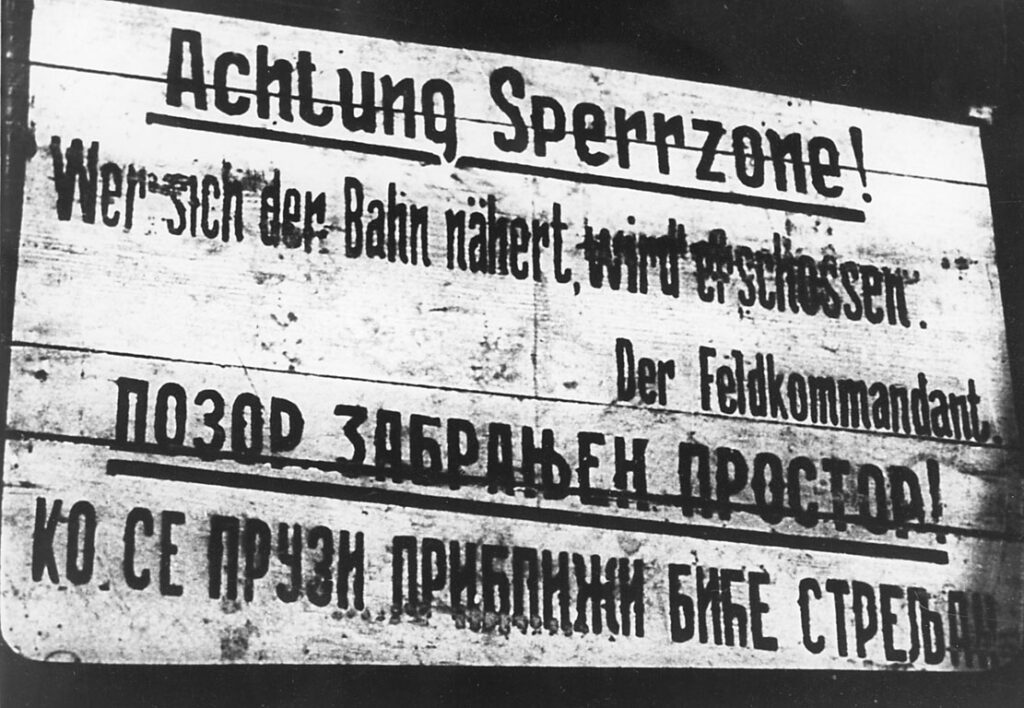 Achtung Sperrzone!
Wer sich der Bahn nähert, wird erschossen.
Der Feldkommandant.
ПОЗОР ЗАБРАЊЕН ПРОСТОР!
КО СЕ ПРУЗИ ПРИБЛИЖИ БИЋЕ СТРЕЉАН